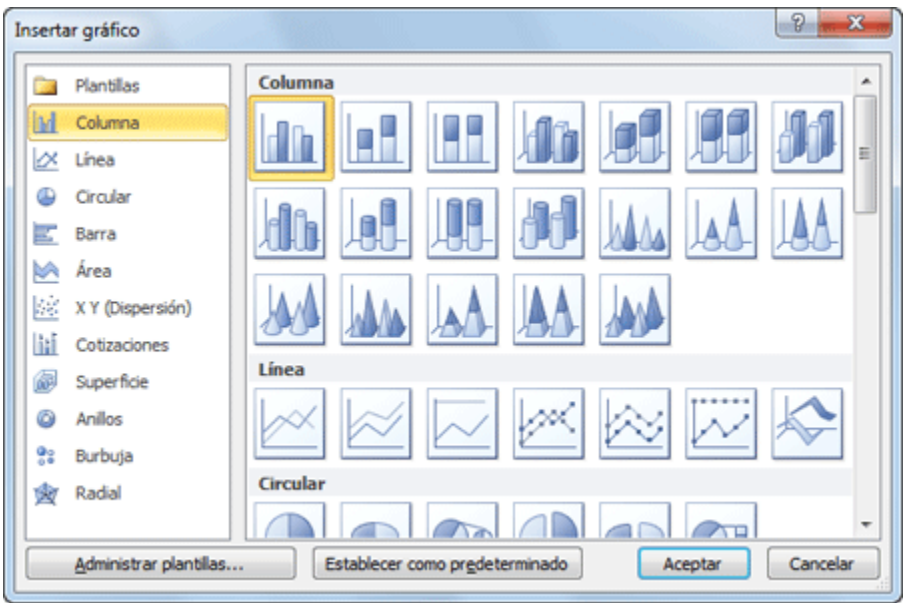 Insertar gráfico
Plantillas
Columna
Línea
Circular
Barra
Área
X Y (Dispersión)
Cotizaciones
Superficie
Anillos
Burbuja
Radial
Columna
Línea
Circular
Administrar plantillas...
Establecer como predeterminado
Aceptar
Cancelar